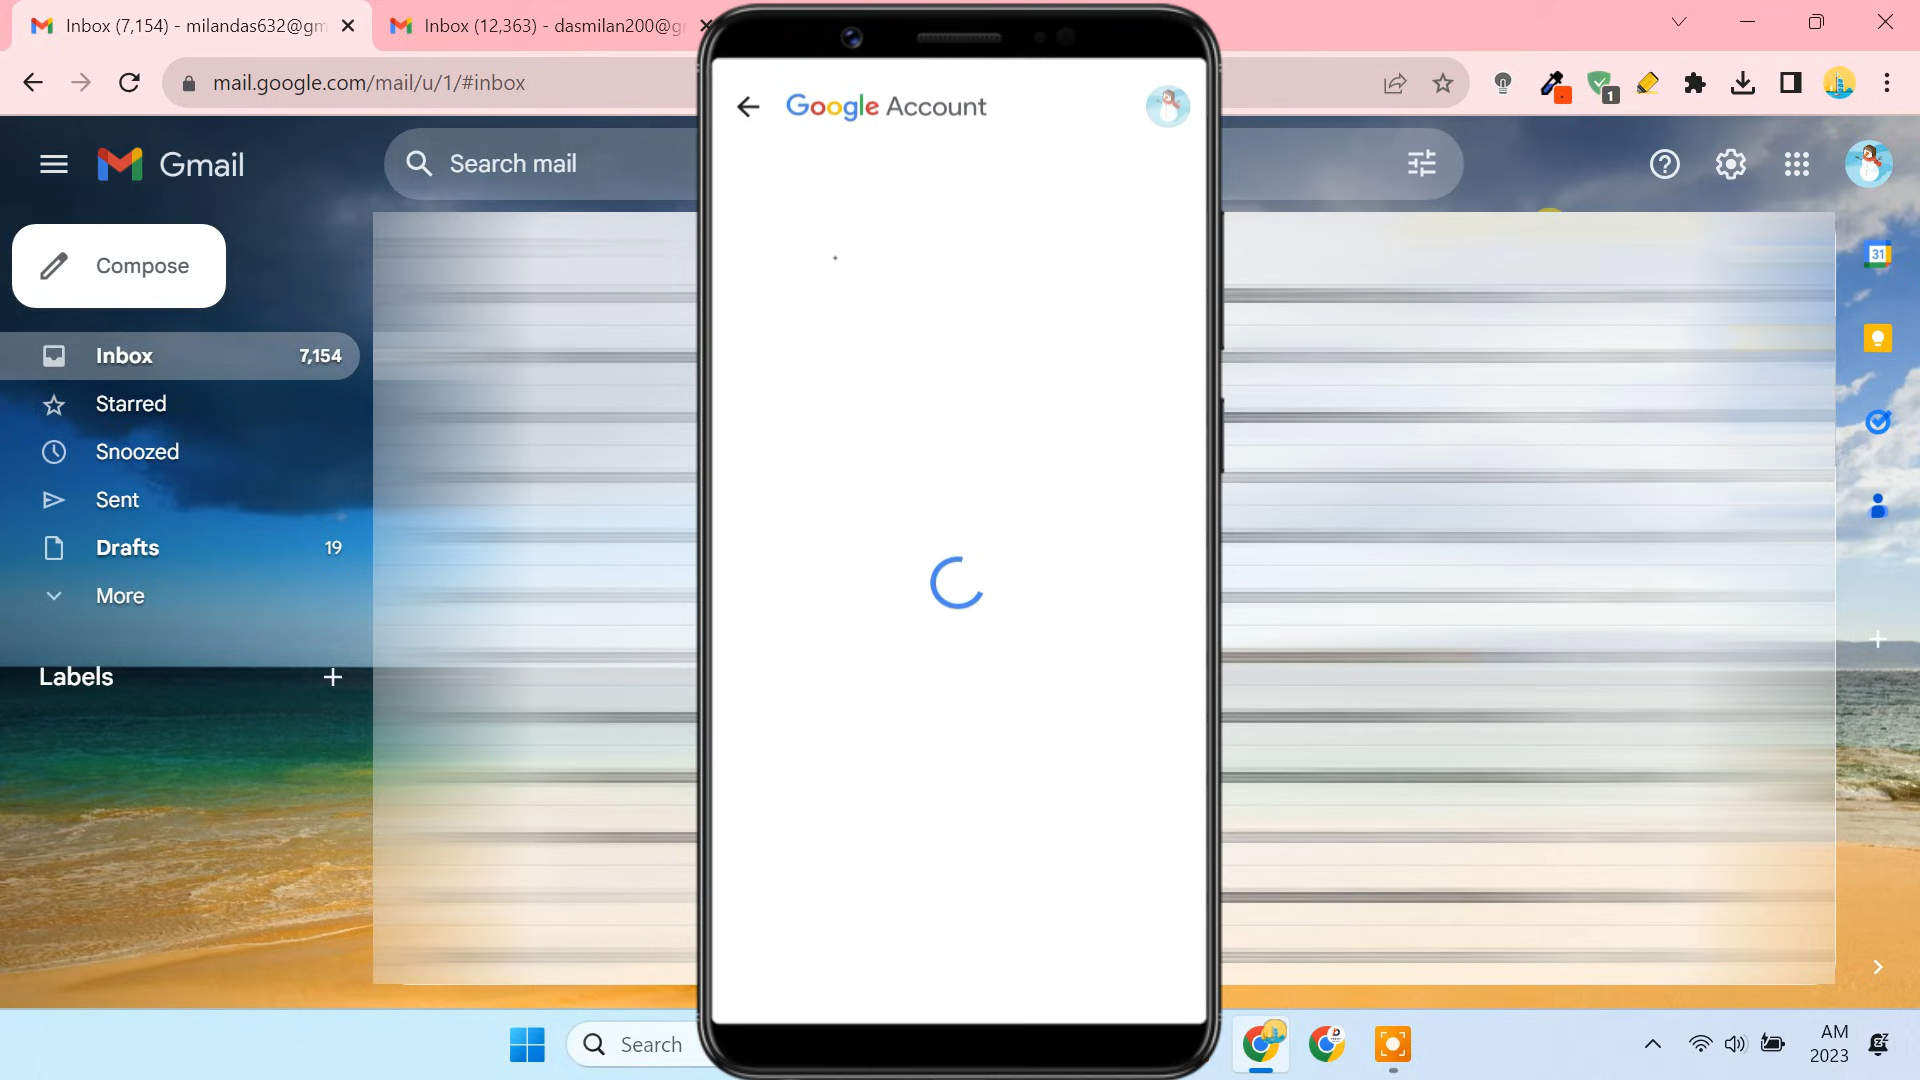 Inbox (7,154) - milandas632@gm
Inbox (12,363) - dasmilan200@g
mail.google.com/mail/u/1/#inbox
1
Google Account
Gmail
Search mail
Compose
31
Inbox 7,154
Starred
Snoozed
Sent
Drafts 19
More
Labels
Search
AM
2023